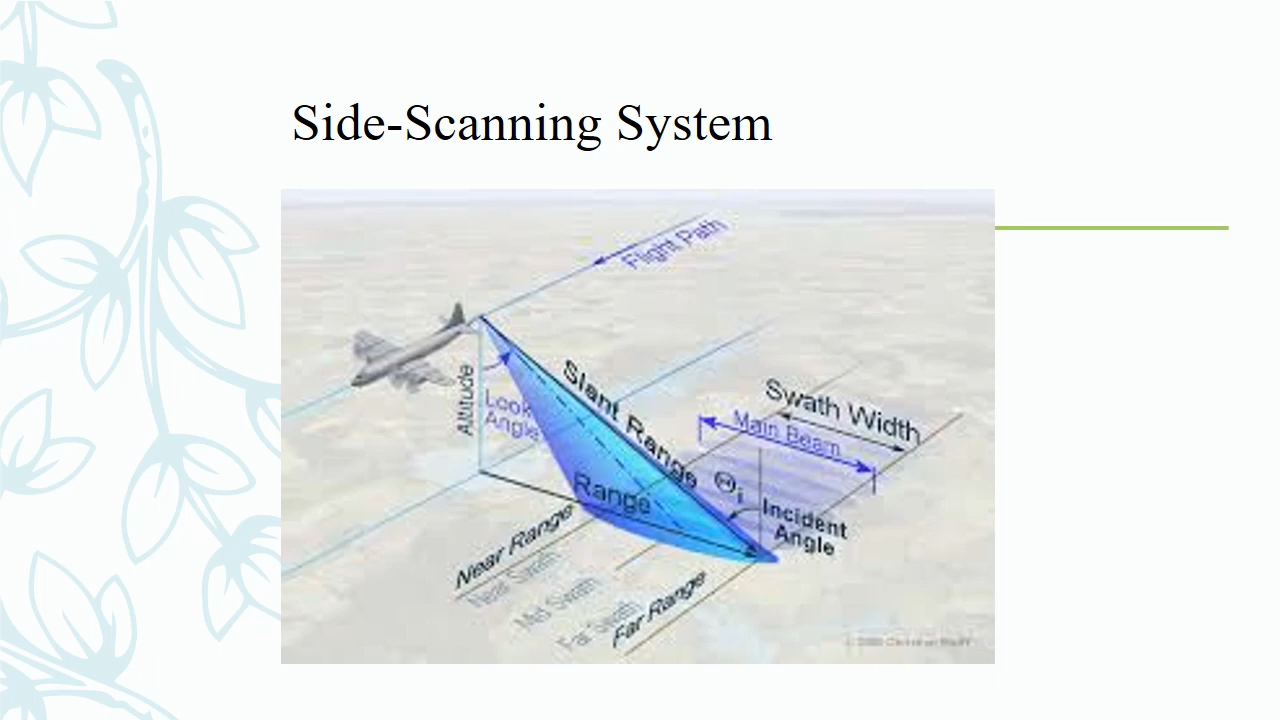 Side-Scanning System
Flight Path
Altitude
Look
Angle
Slant Range
Swath Width
Main Beam
Θi
Incident
Angle
Range
Near Range
Near Swath
Mid Swath
Far Swath
Far Range